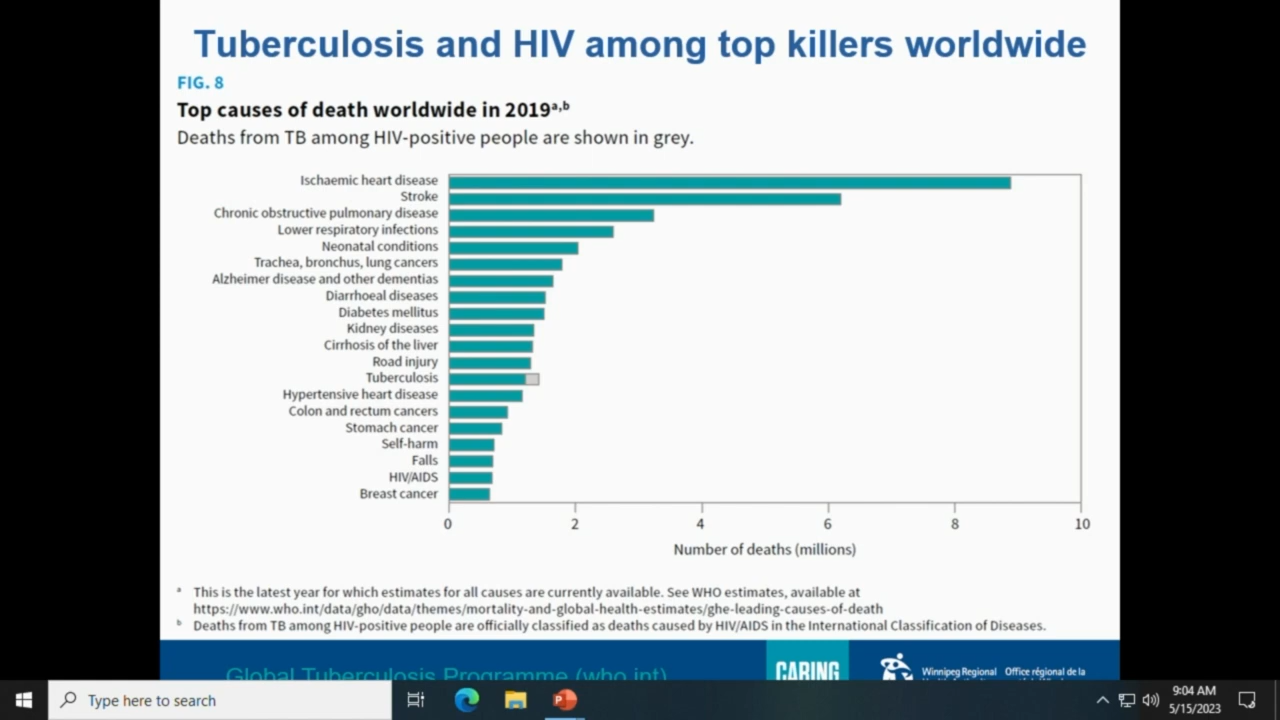 Tuberculosis and HIV among top killers worldwide
FIG. 8
Top causes of death worldwide in 2019a,b
Deaths from TB among HIV-positive people are shown in grey.
Ischaemic heart disease
Stroke
Chronic obstructive pulmonary disease
Lower respiratory infections
Neonatal conditions
Trachea, bronchus, lung cancers
Alzheimer disease and other dementias
Diarrhoeal diseases
Diabetes mellitus
Kidney diseases
Cirrhosis of the liver
Road injury
Tuberculosis
Hypertensive heart disease
Colon and rectum cancers
Stomach cancer
Self-harm
Falls
HIV/AIDS
Breast cancer
0 2 4 6 8 10
Number of deaths (millions)
a This is the latest year for which estimates for all causes are currently available. See WHO estimates, available at
https://www.who.int/data/gho/data/themes/mortality-and-global-health-estimates/ghe-leading-causes-of-death
b Deaths from TB among HIV-positive people are officially classified as deaths caused by HIV/AIDS in the International Classification of Diseases.
Global Tuberculosis Programme (who.int)
CARING
Winnipeg Regional Office régional de la
Type here to search
9:04 AM
5/15/2023